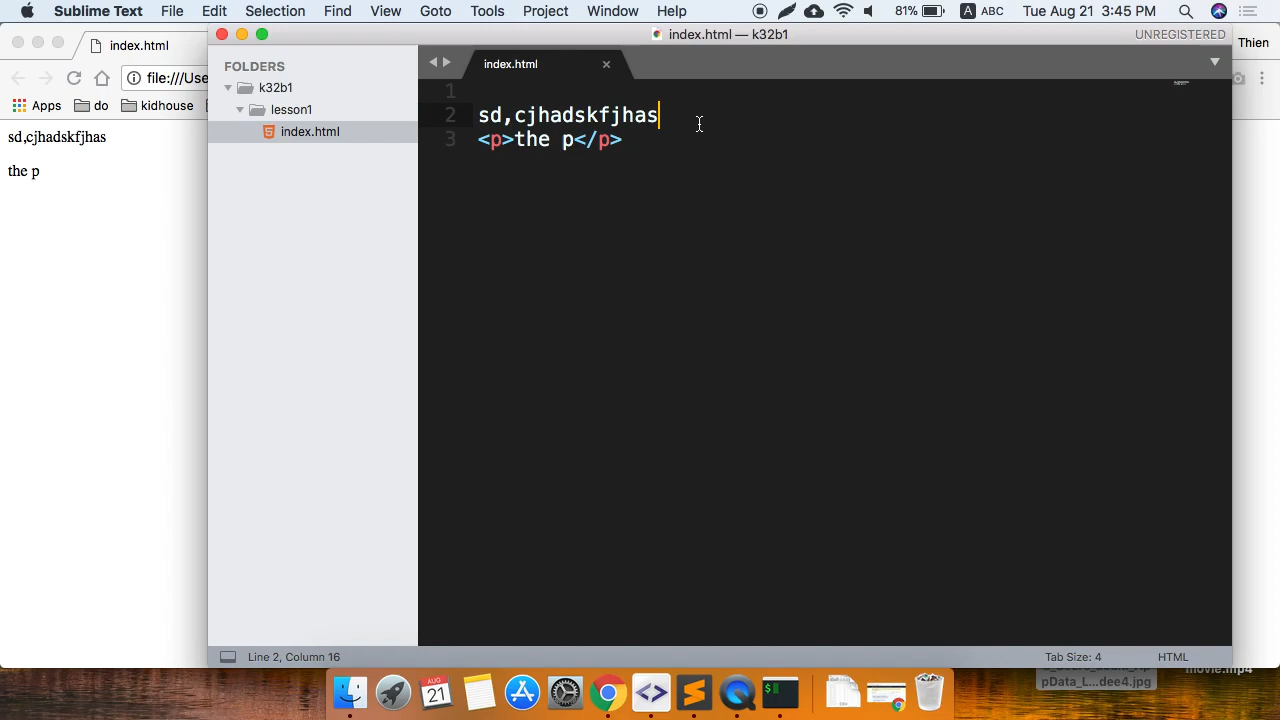 Sublime Text File Edit Selection Find View Goto Tools Project Window Help 81% A ABC Tue Aug 21 3:45 PM
index.html
index.html — k32b1
UNREGISTERED
Thien
file:///Use
Apps do kidhouse
sd,cjhadskfjhas
the p
FOLDERS
k32b1
lesson1
index.html
index.html
1
2 sd,cjhadskfjhas
3 <p>the p</p>
Line 2, Column 16
Tab Size: 4
HTML
movie.mp4
pData_L...dee4.jpg
AUG
21